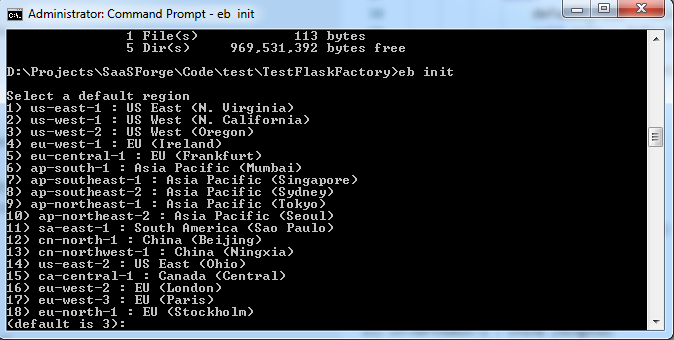 Administrator: Command Prompt - eb  init
1 File(s)            113 bytes
5 Dir(s)     969,531,392 bytes free
D:\Projects\SaaSForge\Code\test\TestFlaskFactory>eb init
Select a default region
1) us-east-1 : US East (N. Virginia)
2) us-west-1 : US West (N. California)
3) us-west-2 : US West (Oregon)
4) eu-west-1 : EU (Ireland)
5) eu-central-1 : EU (Frankfurt)
6) ap-south-1 : Asia Pacific (Mumbai)
7) ap-southeast-1 : Asia Pacific (Singapore)
8) ap-southeast-2 : Asia Pacific (Sydney)
9) ap-northeast-1 : Asia Pacific (Tokyo)
10) ap-northeast-2 : Asia Pacific (Seoul)
11) sa-east-1 : South America (Sao Paulo)
12) cn-north-1 : China (Beijing)
13) cn-northwest-1 : China (Ningxia)
14) us-east-2 : US East (Ohio)
15) ca-central-1 : Canada (Central)
16) eu-west-2 : EU (London)
17) eu-west-3 : EU (Paris)
18) eu-north-1 : EU (Stockholm)
(default is 3):